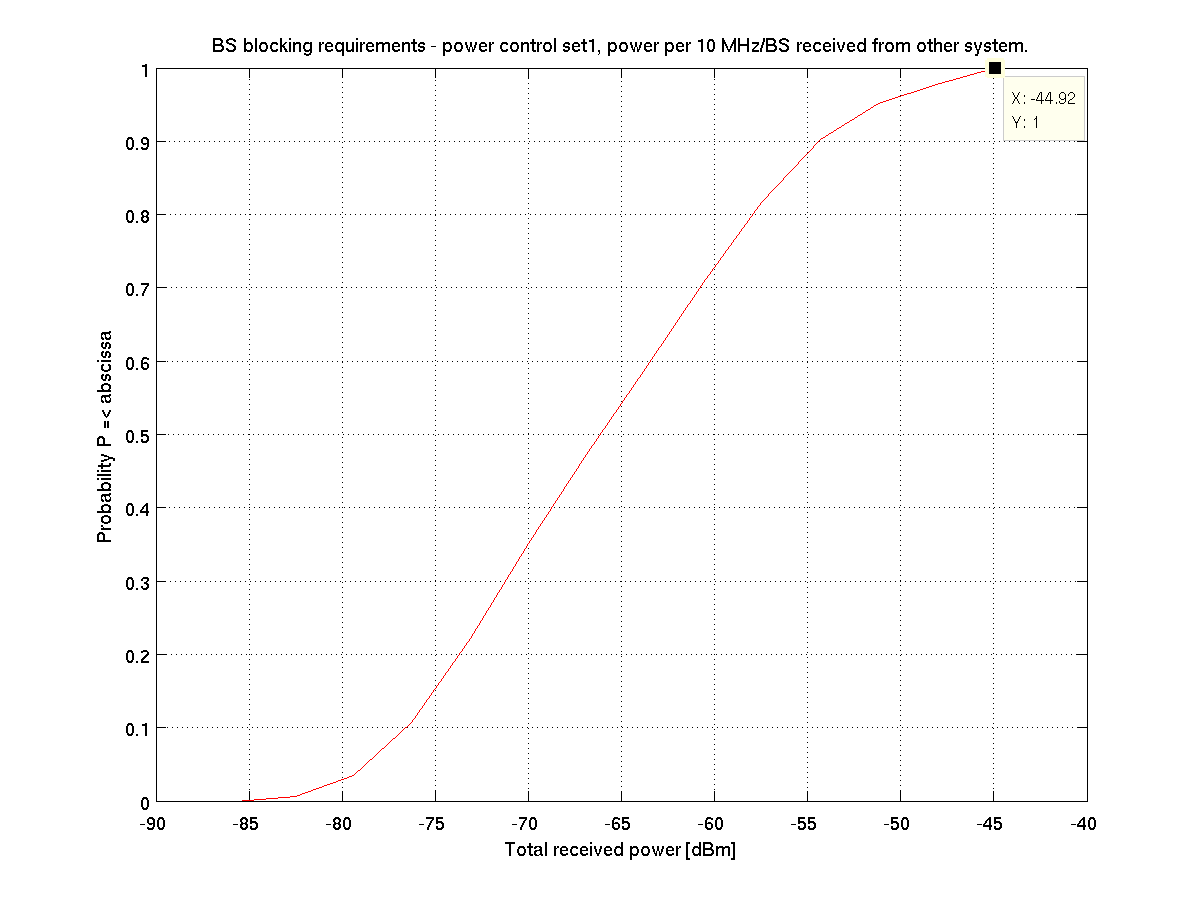 BS blocking requirements - power control set1, power per 10 MHz/BS received from other system.
1
X: -44.92
Y: 1
0.9
0.8
0.7
0.6
0.5
0.4
0.3
0.2
0.1
0
Probability P =< abscissa
-90 -85 -80 -75 -70 -65 -60 -55 -50 -45 -40
Total received power [dBm]